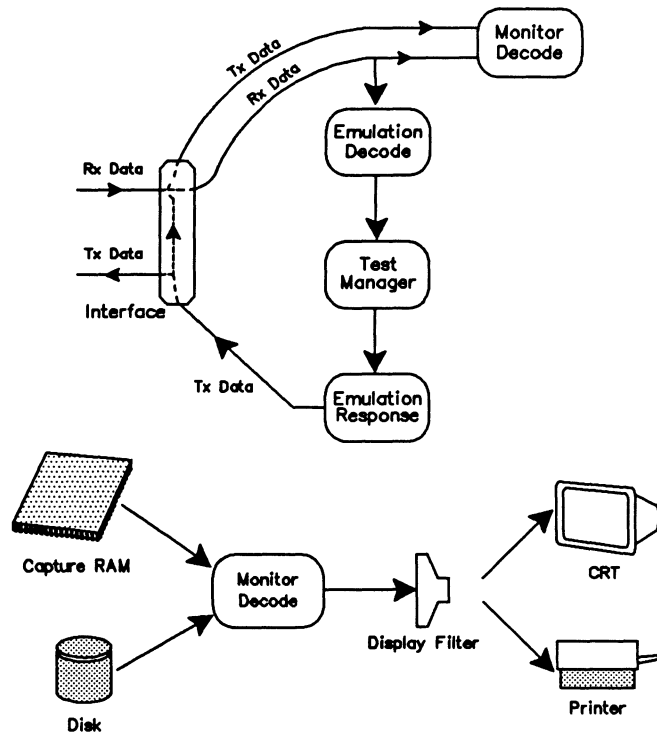 Tx Data
Rx Data
Monitor
Decode
Emulation
Decode
Rx Data
Tx Data
Interface
Test
Manager
Tx Data
Emulation
Response
Capture RAM
Monitor
Decode
Display Filter
CRT
Disk
Printer